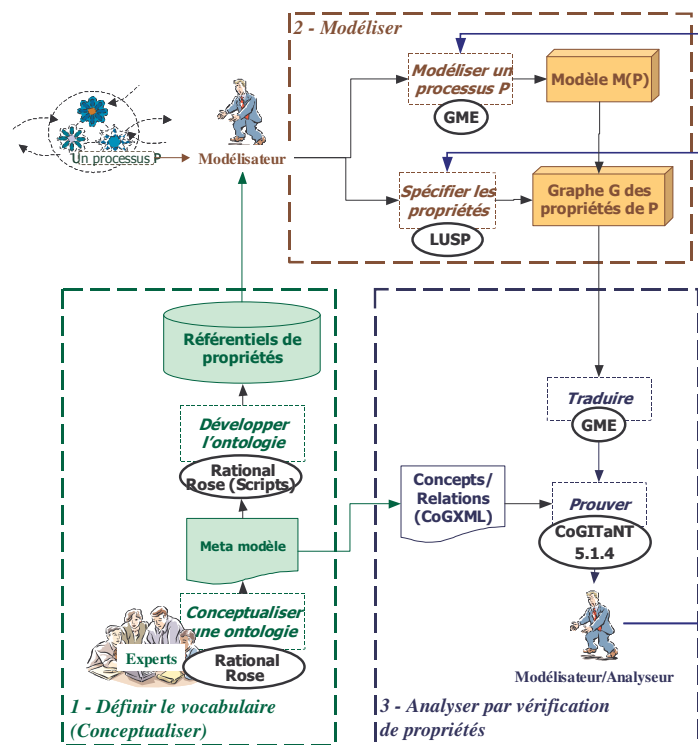 2 - Modéliser
Modéliser un
processus P
GME
Modèle M(P)
Un processus P
Modélisateur
Spécifier les
propriétés
LUSP
Graphe G des
propriétés de P
Référentiels de
propriétés
Développer
l'ontologie
Rational
Rose (Scripts)
Meta modèle
Conceptualiser
une ontologie
Experts
Rational
Rose
1 - Définir le vocabulaire
(Conceptualiser)
Traduire
GME
Concepts/
Relations
(CoGXML)
Prouver
CoGITaNT
5.1.4
Modélisateur/Analyseur
3 - Analyser par vérification
de propriétés